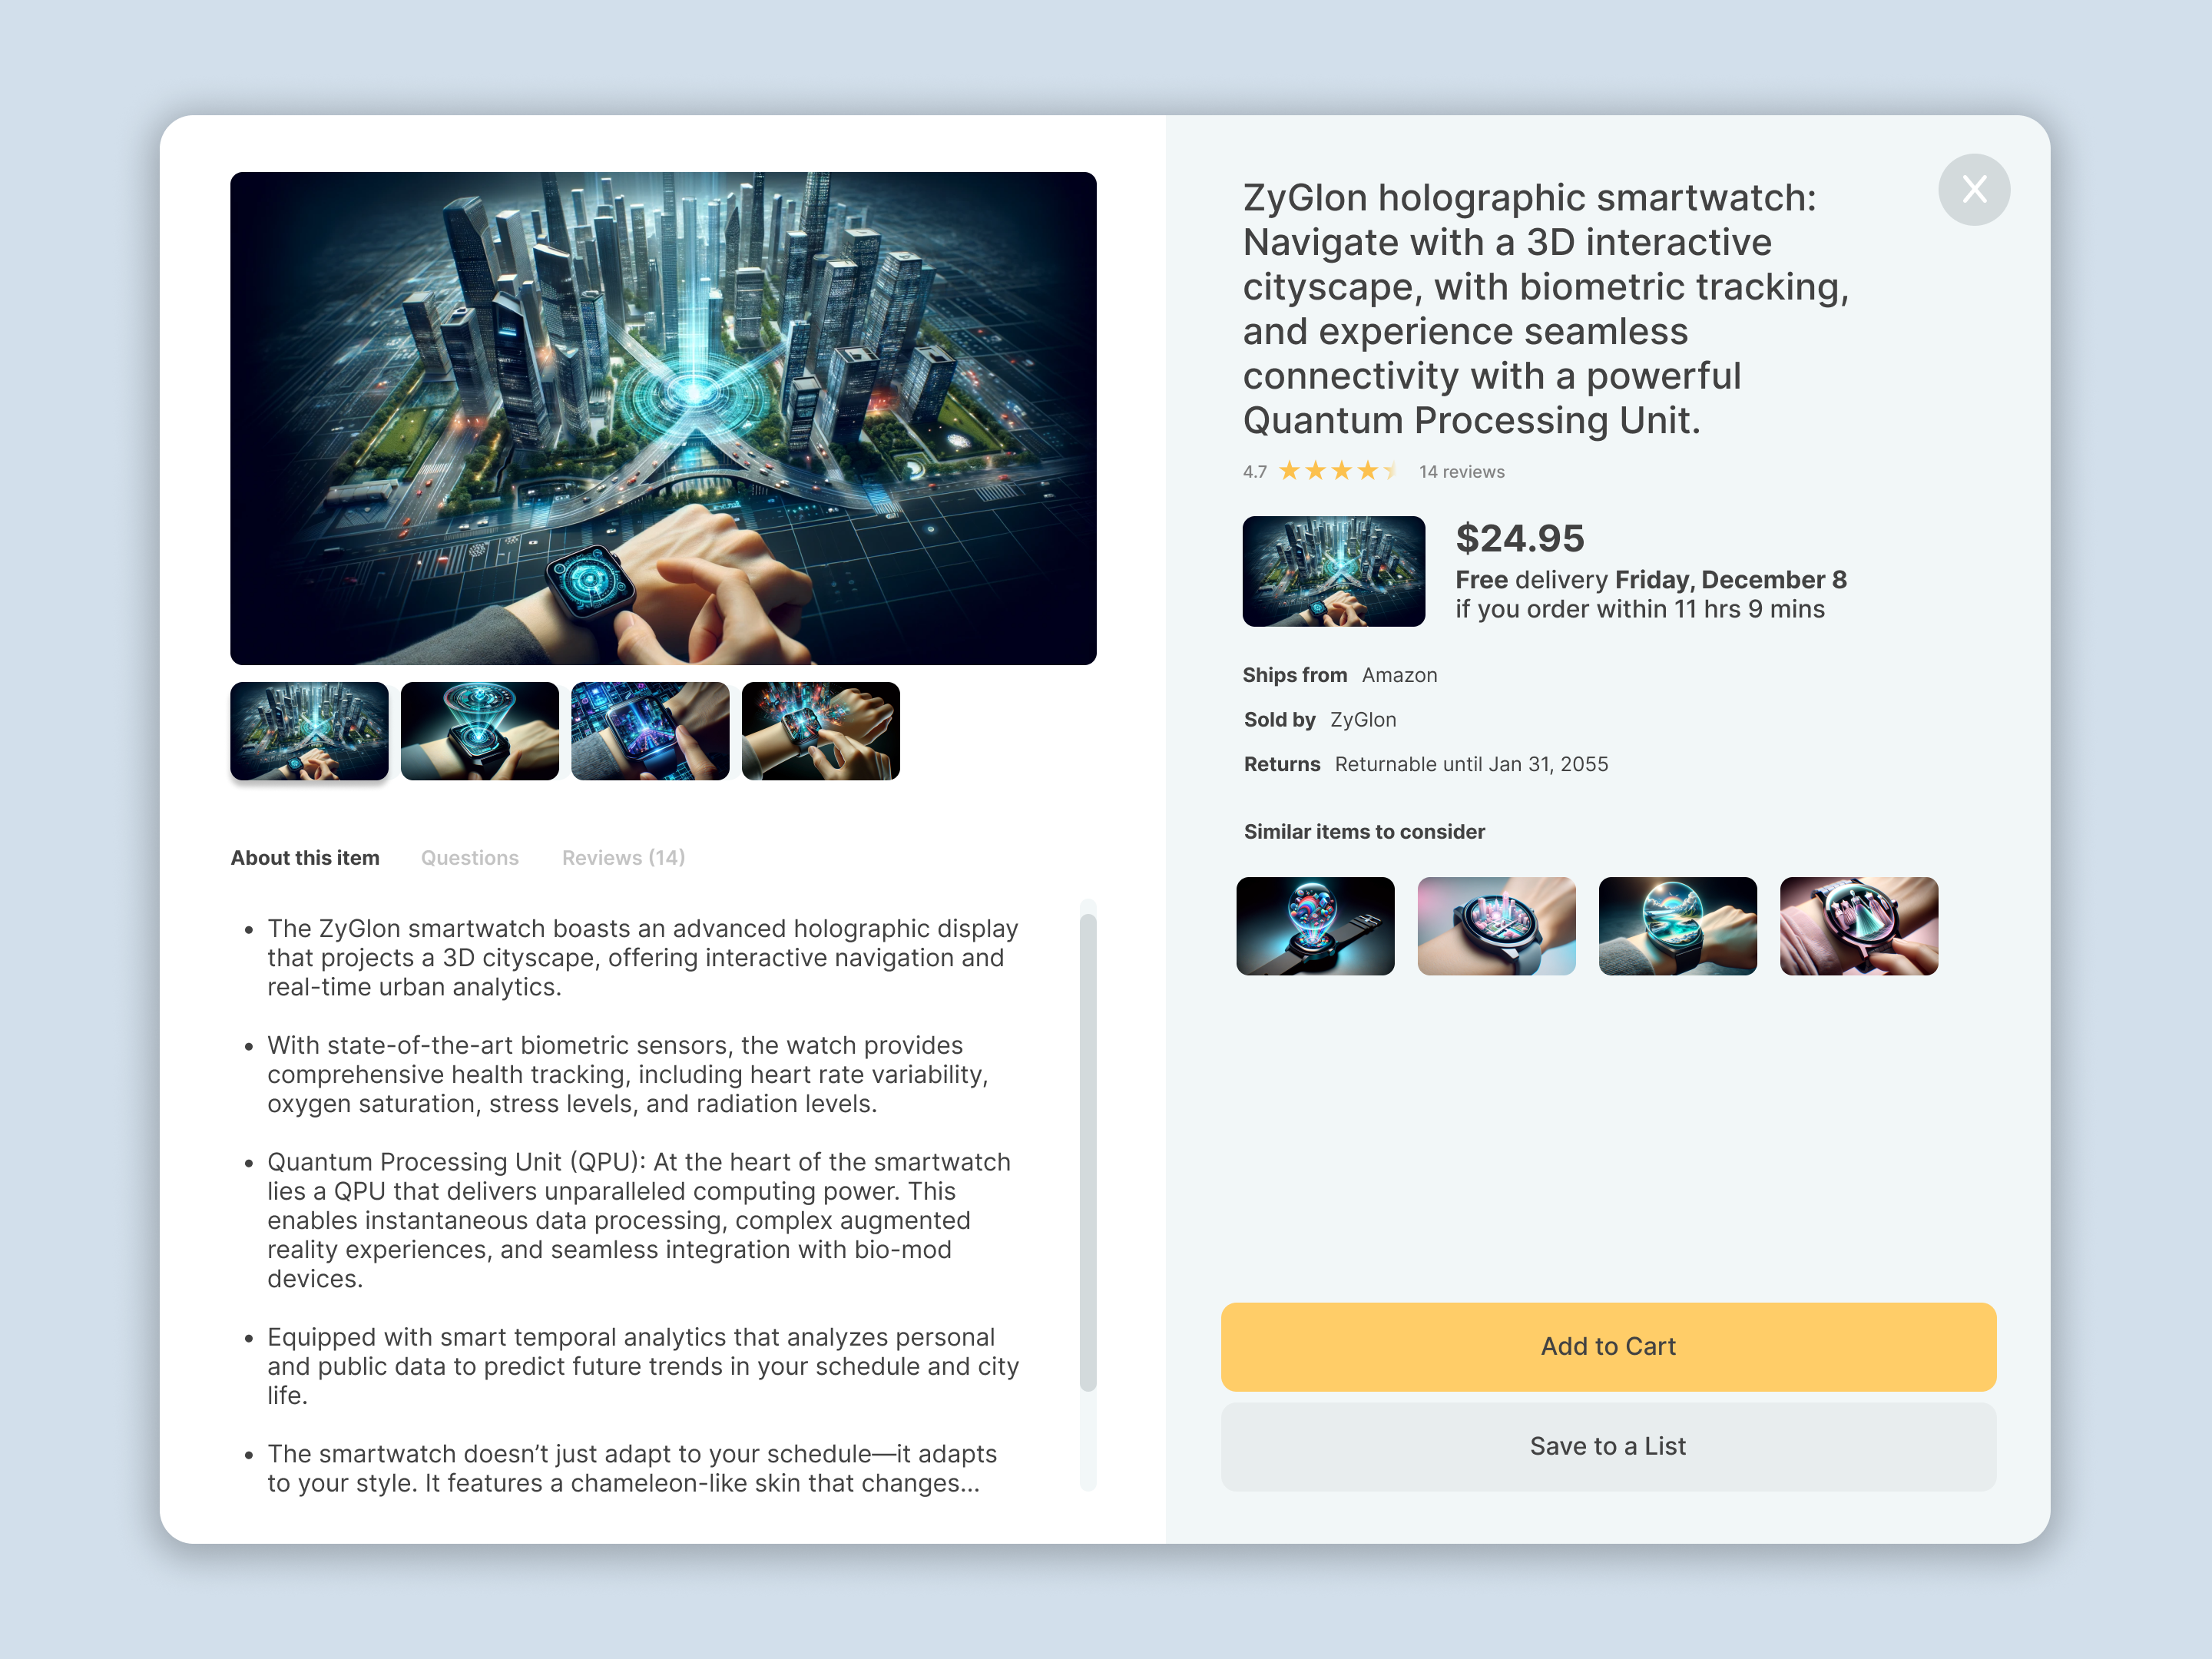 ZyGlon holographic smartwatch:
Navigate with a 3D interactive
cityscape, with biometric tracking,
and experience seamless
connectivity with a powerful
Quantum Processing Unit.
X
4.7
14 reviews
$24.95
Free delivery Friday, December 8
if you order within 11 hrs 9 mins
Ships from Amazon
Sold by ZyGlon
Returns Returnable until Jan 31, 2055
Similar items to consider
Add to Cart
Save to a List
About this item Questions Reviews (14)
• The ZyGlon smartwatch boasts an advanced holographic display
that projects a 3D cityscape, offering interactive navigation and
real-time urban analytics.
• With state-of-the-art biometric sensors, the watch provides
comprehensive health tracking, including heart rate variability,
oxygen saturation, stress levels, and radiation levels.
• Quantum Processing Unit (QPU): At the heart of the smartwatch
lies a QPU that delivers unparalleled computing power. This
enables instantaneous data processing, complex augmented
reality experiences, and seamless integration with bio-mod
devices.
• Equipped with smart temporal analytics that analyzes personal
and public data to predict future trends in your schedule and city
life.
• The smartwatch doesn’t just adapt to your schedule—it adapts
to your style. It features a chameleon-like skin that changes...